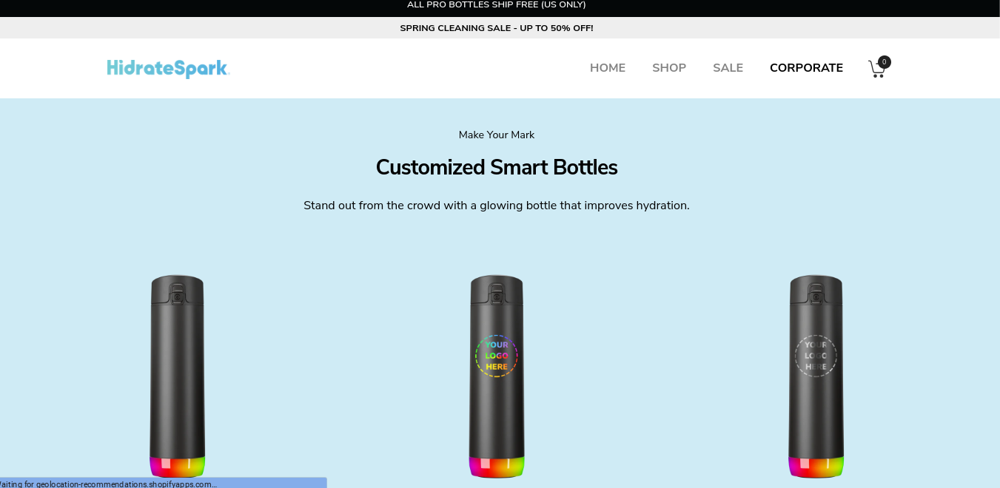 ALL PRO BOTTLES SHIP FREE (US ONLY)
SPRING CLEANING SALE - UP TO 50% OFF!
HidrateSpark
HOME SHOP SALE CORPORATE 0
Make Your Mark
Customized Smart Bottles
Stand out from the crowd with a glowing bottle that improves hydration.
YOUR
LOGO
HERE
YOUR
LOGO
HERE
aiting for geolocation-recommendations.shopifyapps.com...